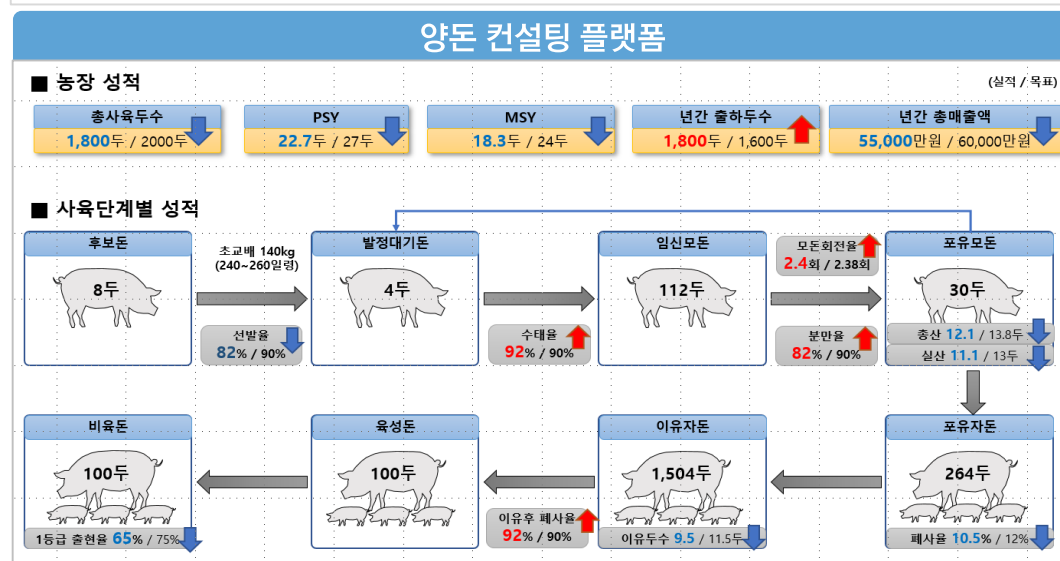 양돈 컨설팅 플랫폼
■ 농장 성적
(실적 / 목표)
총사육두수
1,800두 / 2000두
PSY
22.7두 / 27두
MSY
18.3두 / 24두
년간 출하두수
1,800두 / 1,600두
년간 총매출액
55,000만원 / 60,000만원
■ 사육단계별 성적
후보돈
8두
초교배 140kg
(240~260일령)
선발율
82% / 90%
발정대기돈
4두
수태율
92% / 90%
임신모돈
112두
모돈회전율
2.4회 / 2.38회
분만율
82% / 90%
포유모돈
30두
총산 12.1 / 13.8두
실산 11.1 / 13두
비육돈
100두
1등급 출현율 65% / 75%
육성돈
100두
이유후 폐사율
92% / 90%
이유자돈
1,504두
이유두수 9.5 / 11.5두
포유자돈
264두
폐사율 10.5% / 12%